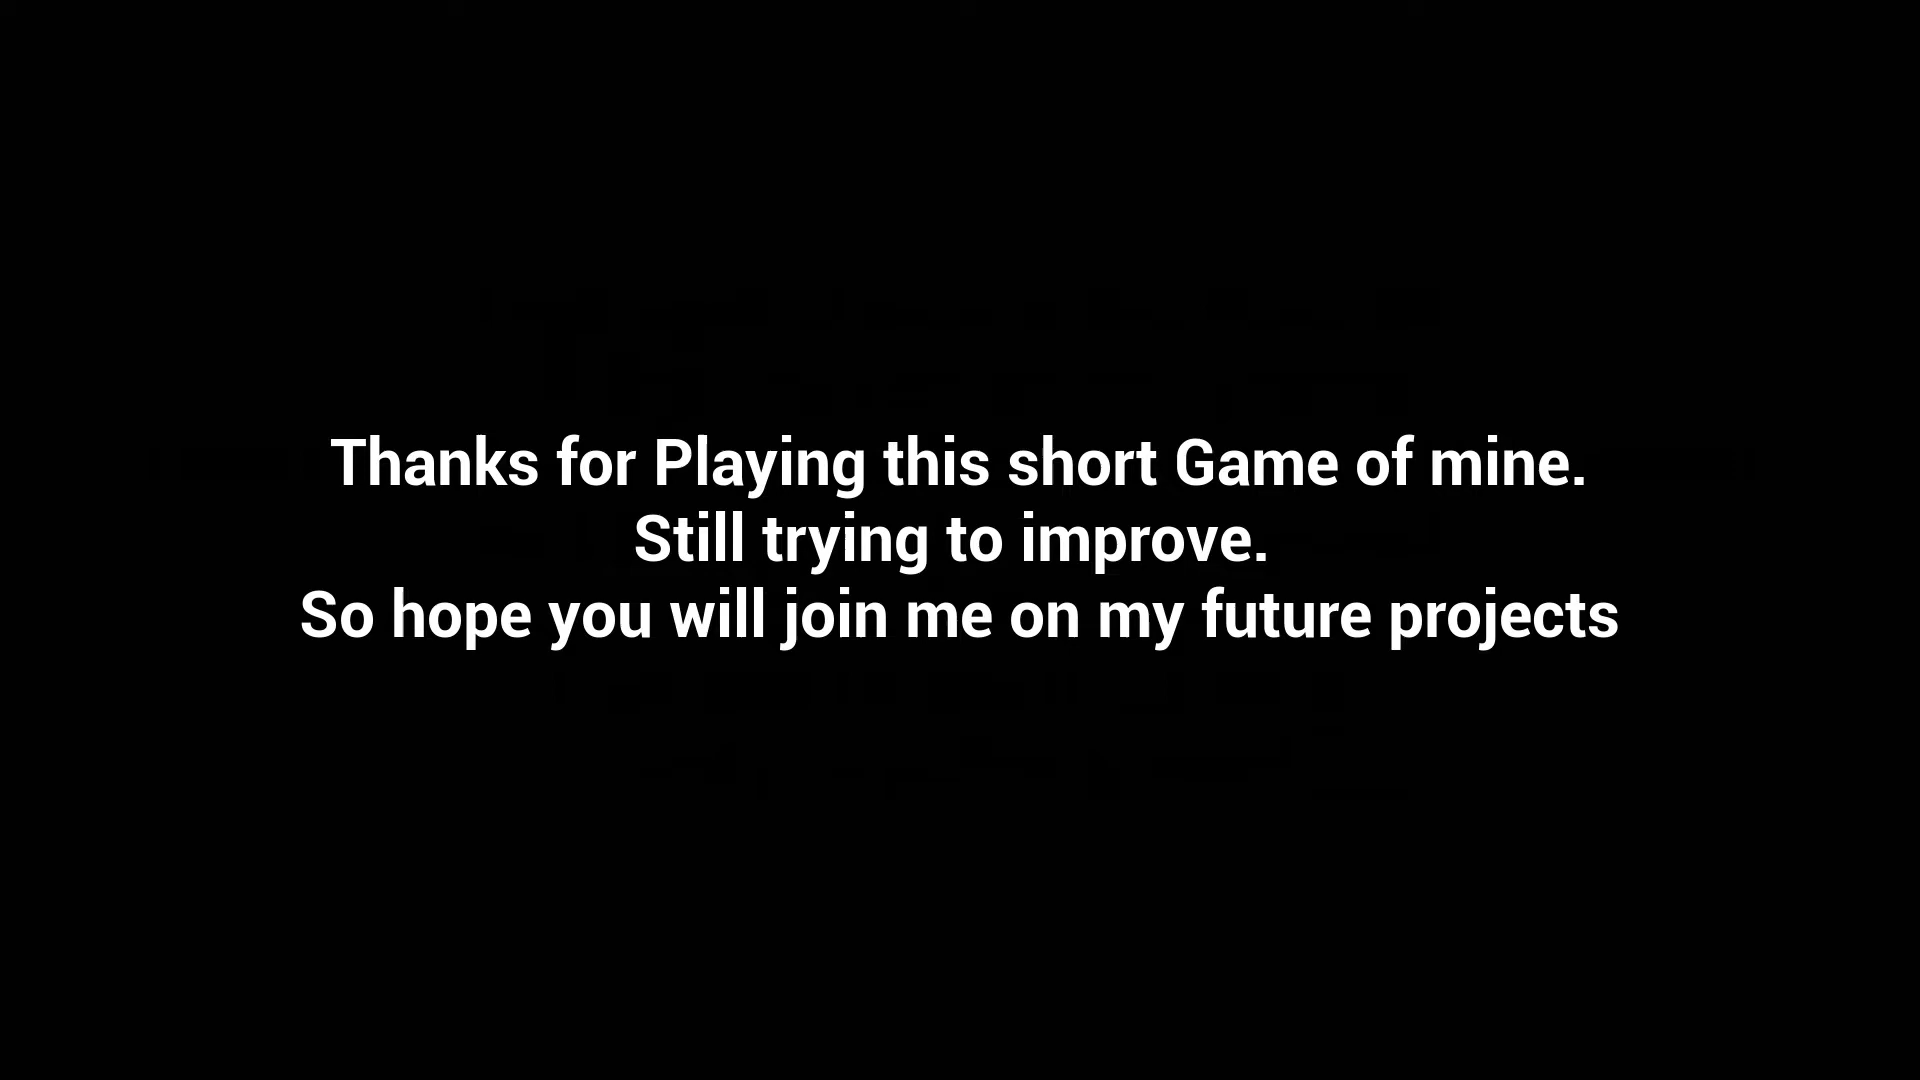 Thanks for Playing this short Game of mine.
Still trying to improve.
So hope you will join me on my future projects